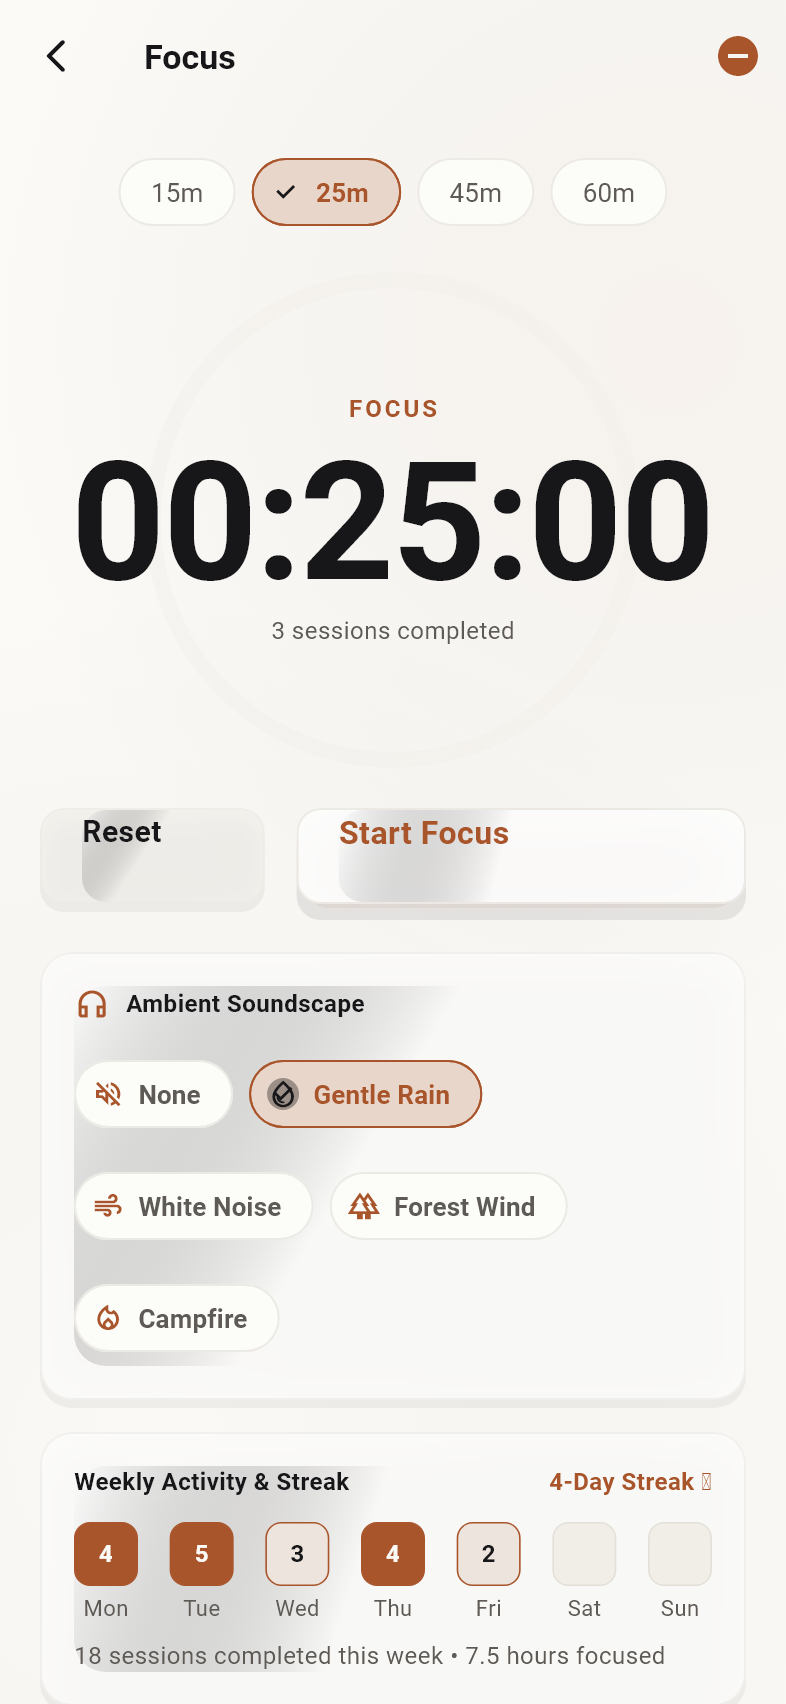 Focus
15m 25m 45m 60m
FOCUS
00:25:00
3 sessions completed
Reset Start Focus
Ambient Soundscape
None Gentle Rain
White Noise Forest Wind
Campfire
Weekly Activity & Streak 4-Day Streak
4 5 3 4 2
Mon Tue Wed Thu Fri Sat Sun
18 sessions completed this week • 7.5 hours focused